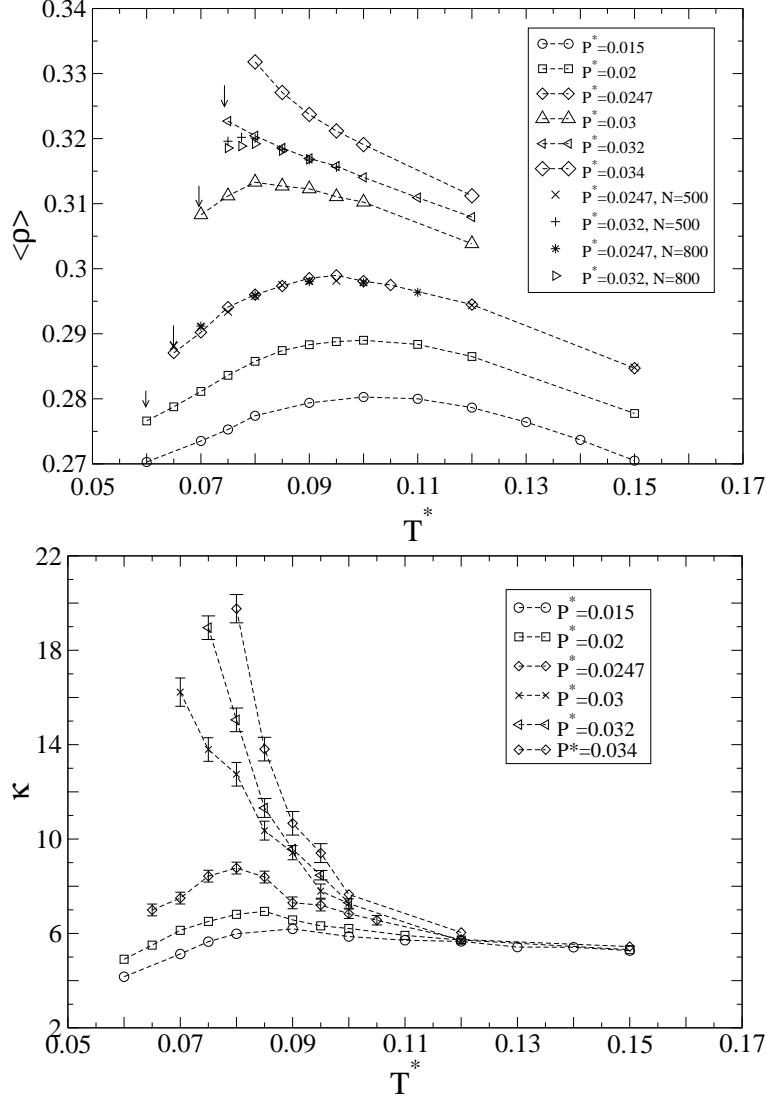 0.34
0.33
0.32
0.31
0.3
0.29
0.28
0.27
<ρ>
0.05
0.07
0.09
0.11
0.13
0.15
0.17
T*
P*=0.015
P*=0.02
P*=0.0247
P*=0.03
P*=0.032
P*=0.034
P*=0.0247, N=500
P*=0.032, N=500
P*=0.0247, N=800
P*=0.032, N=800
22
18
14
10
6
2
κ
0.05
0.07
0.09
0.11
0.13
0.15
0.17
T*
P*=0.015
P*=0.02
P*=0.0247
P*=0.03
P*=0.032
P*=0.034